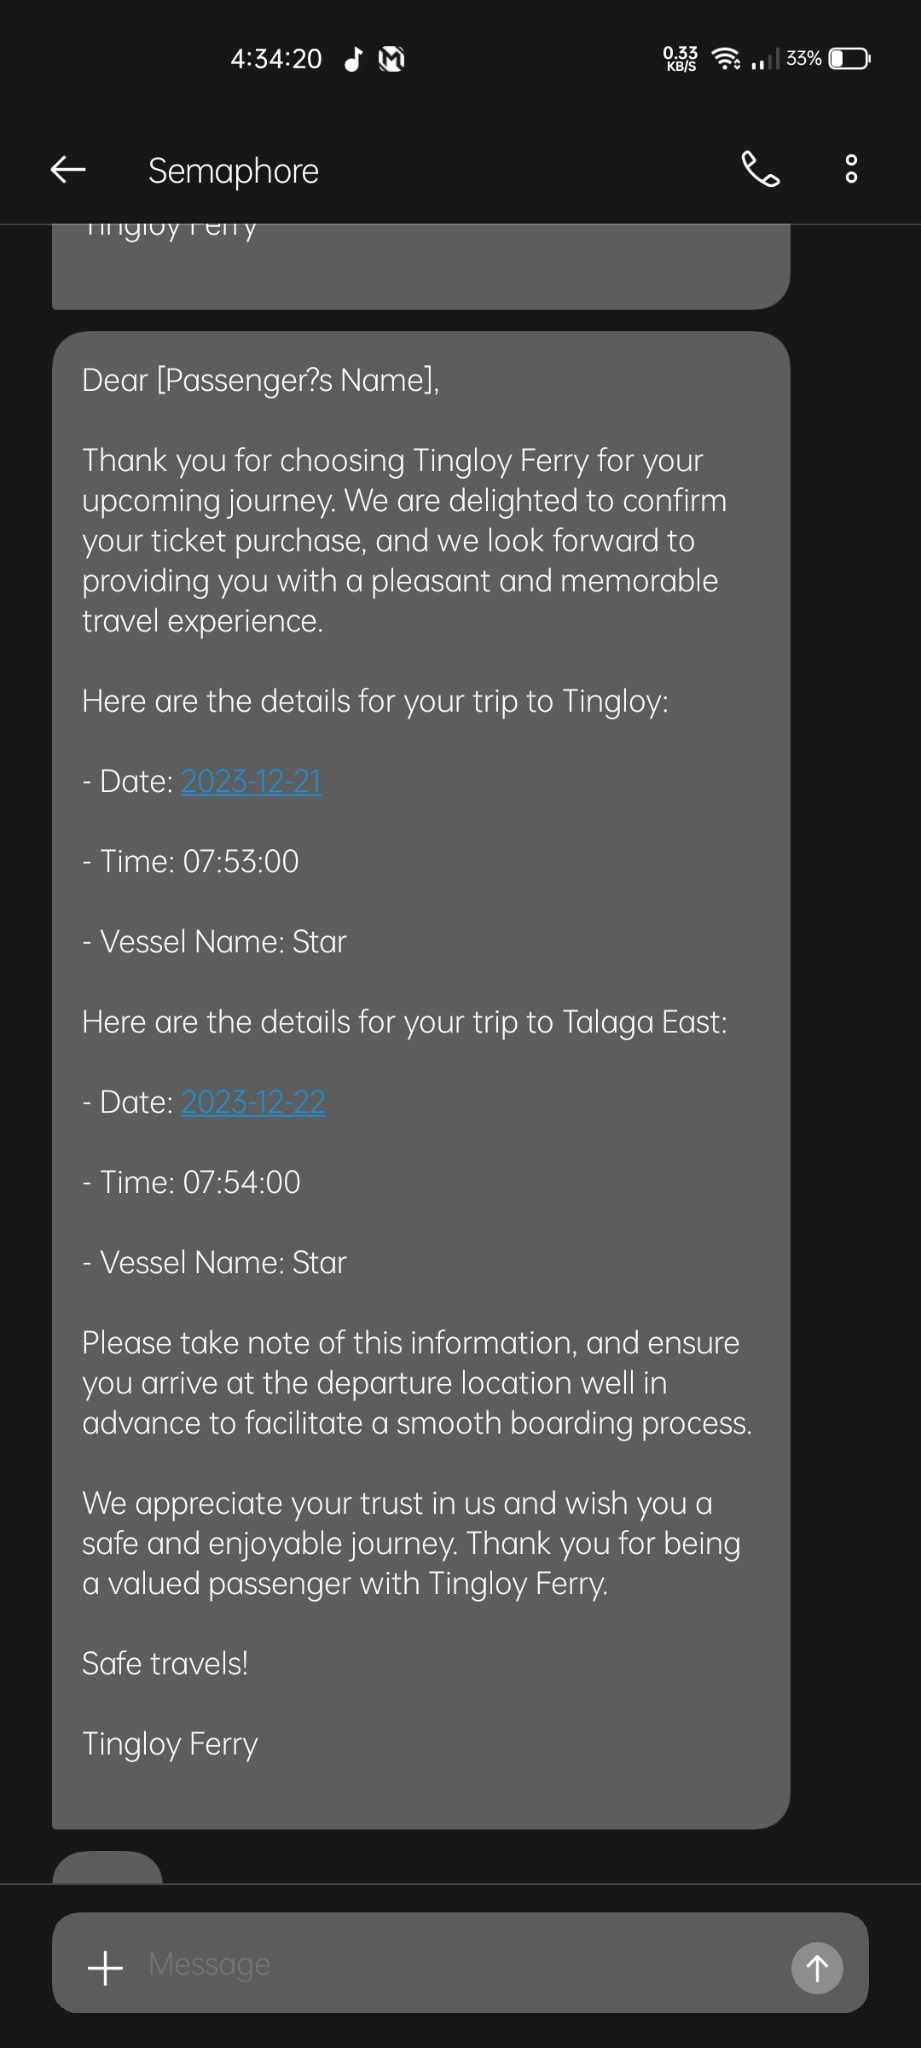 4:34:20
0.33
KB/S
33%
Semaphore
Tingloy Ferry
Dear [Passenger?s Name],
Thank you for choosing Tingloy Ferry for your
upcoming journey. We are delighted to confirm
your ticket purchase, and we look forward to
providing you with a pleasant and memorable
travel experience.
Here are the details for your trip to Tingloy:
- Date: 2023-12-21
- Time: 07:53:00
- Vessel Name: Star
Here are the details for your trip to Talaga East:
- Date: 2023-12-22
- Time: 07:54:00
- Vessel Name: Star
Please take note of this information, and ensure
you arrive at the departure location well in
advance to facilitate a smooth boarding process.
We appreciate your trust in us and wish you a
safe and enjoyable journey. Thank you for being
a valued passenger with Tingloy Ferry.
Safe travels!
Tingloy Ferry
Message